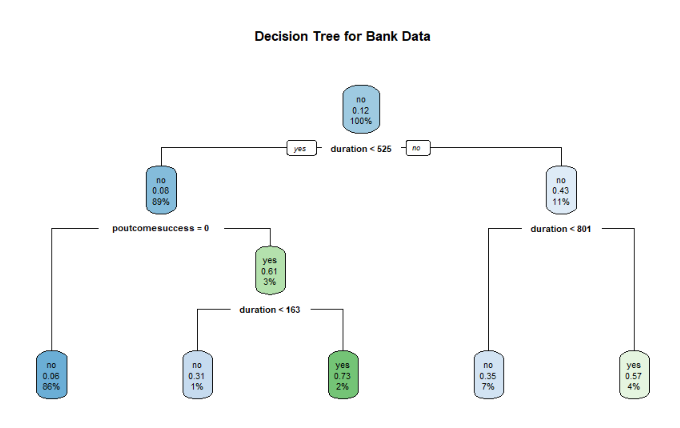 Decision Tree for Bank Data
no
0.12
100%
yes duration < 525 no
no
0.08
89%
no
0.43
11%
poutcomesuccess = 0
duration < 801
yes
0.61
3%
duration < 163
no
0.06
86%
no
0.31
1%
yes
0.73
2%
no
0.35
7%
yes
0.57
4%